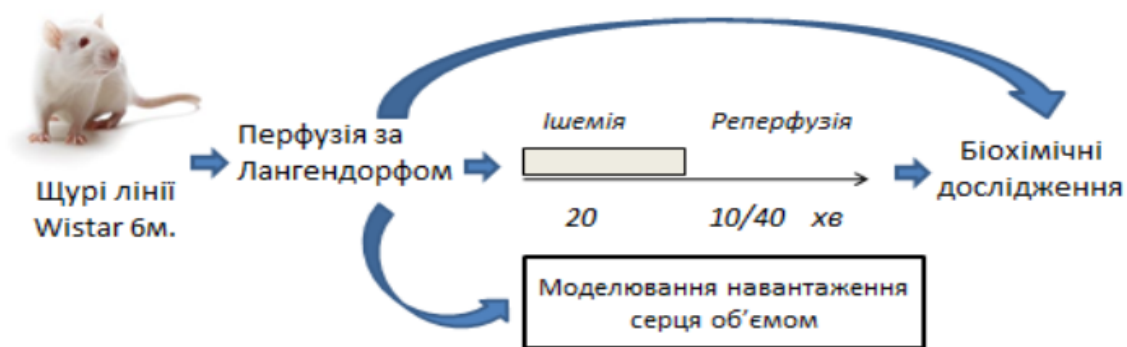 Щурі лінії
Wistar 6м.
Перфузія за
Лангендорфом
Ішемія
Реперфузія
20
10/40 хв
Моделювання навантаження
серця об’ємом
Біохімічні
дослідження